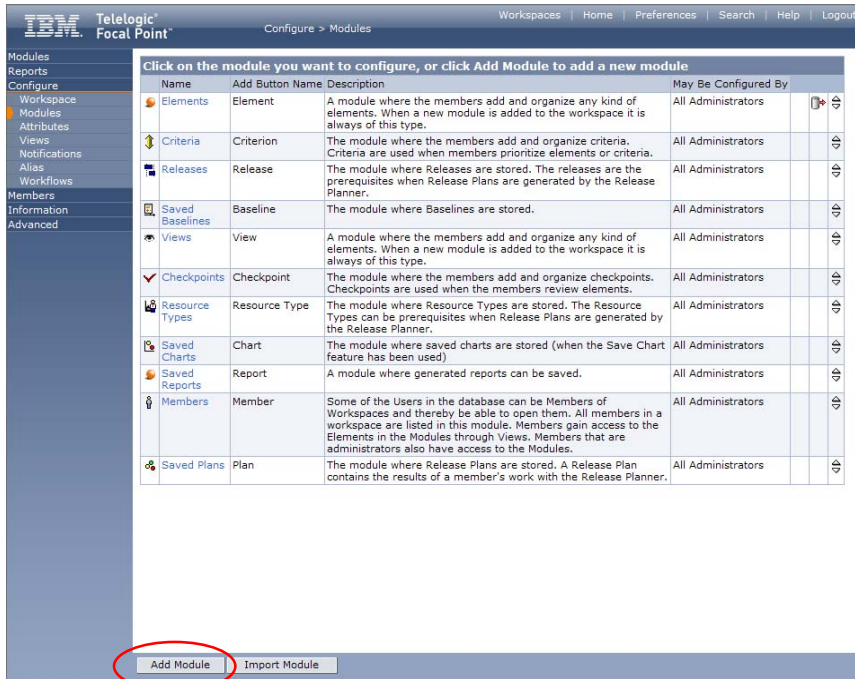 IBM. Telelogic® Focal Point™
Configure > Modules
Workspaces | Home | Preferences | Search | Help | Logout
Modules
Reports
Configure
Workspace
Modules
Attributes
Views
Notifications
Alias
Workflows
Members
Information
Advanced
Click on the module you want to configure, or click Add Module to add a new module
Name Add Button Name Description May Be Configured By
Elements Element A module where the members add and organize any kind of elements. When a new module is added to the workspace it is always of this type. All Administrators
Criteria Criterion The module where the members add and organize criteria. Criteria are used when members prioritize elements or criteria. All Administrators
Releases Release The module where Releases are stored. The releases are the prerequisites when Release Plans are generated by the Release Planner. All Administrators
Saved Baselines Baseline The module where Baselines are stored. All Administrators
Views View A module where the members add and organize any kind of elements. When a new module is added to the workspace it is always of this type. All Administrators
Checkpoints Checkpoint The module where the members add and organize checkpoints. Checkpoints are used when the members review elements. All Administrators
Resource Types Resource Type The module where Resource Types are stored. The Resource Types can be prerequisites when Release Plans are generated by the Release Planner. All Administrators
Saved Charts Chart The module where saved charts are stored (when the Save Chart feature has been used) All Administrators
Saved Reports Report A module where generated reports can be saved. All Administrators
Members Member Some of the Users in the database can be Members of Workspaces and thereby be able to open them. All members in a workspace are listed in this module. Members gain access to the Elements in the Modules through Views. Members that are administrators also have access to the Modules. All Administrators
Saved Plans Plan The module where Release Plans are stored. A Release Plan contains the results of a member's work with the Release Planner. All Administrators
Add Module Import Module